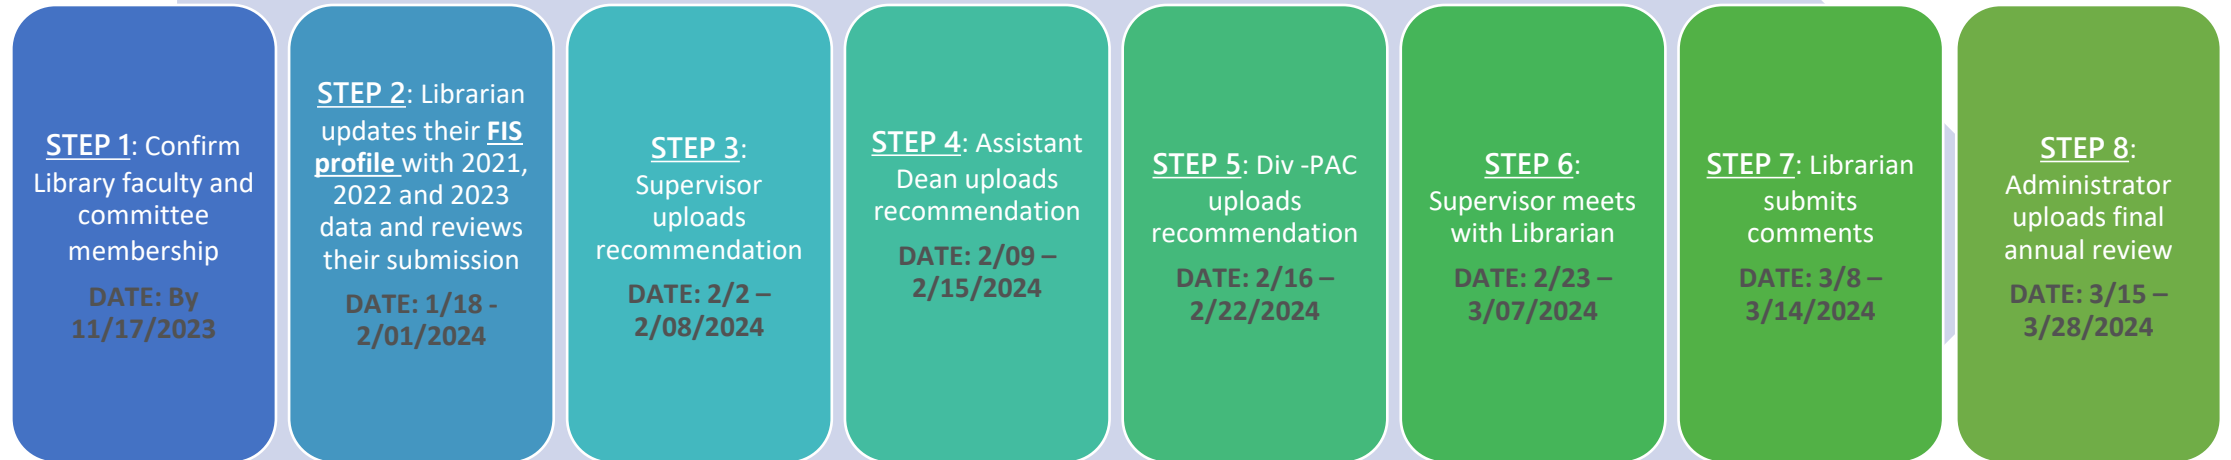 STEP 1: Confirm
Library faculty and
committee
membership
DATE: By
11/17/2023
STEP 2: Librarian
updates their FIS
profile with 2021,
2022 and 2023
data and reviews
their submission
DATE: 1/18 -
2/01/2024
STEP 3:
Supervisor
uploads
recommendation
DATE: 2/2 –
2/08/2024
STEP 4: Assistant
Dean uploads
recommendation
DATE: 2/09 –
2/15/2024
STEP 5: Div -PAC
uploads
recommendation
DATE: 2/16 –
2/22/2024
STEP 6:
Supervisor meets
with Librarian
DATE: 2/23 –
3/07/2024
STEP 7: Librarian
submits
comments
DATE: 3/8 –
3/14/2024
STEP 8:
Administrator
uploads final
annual review
DATE: 3/15 –
3/28/2024